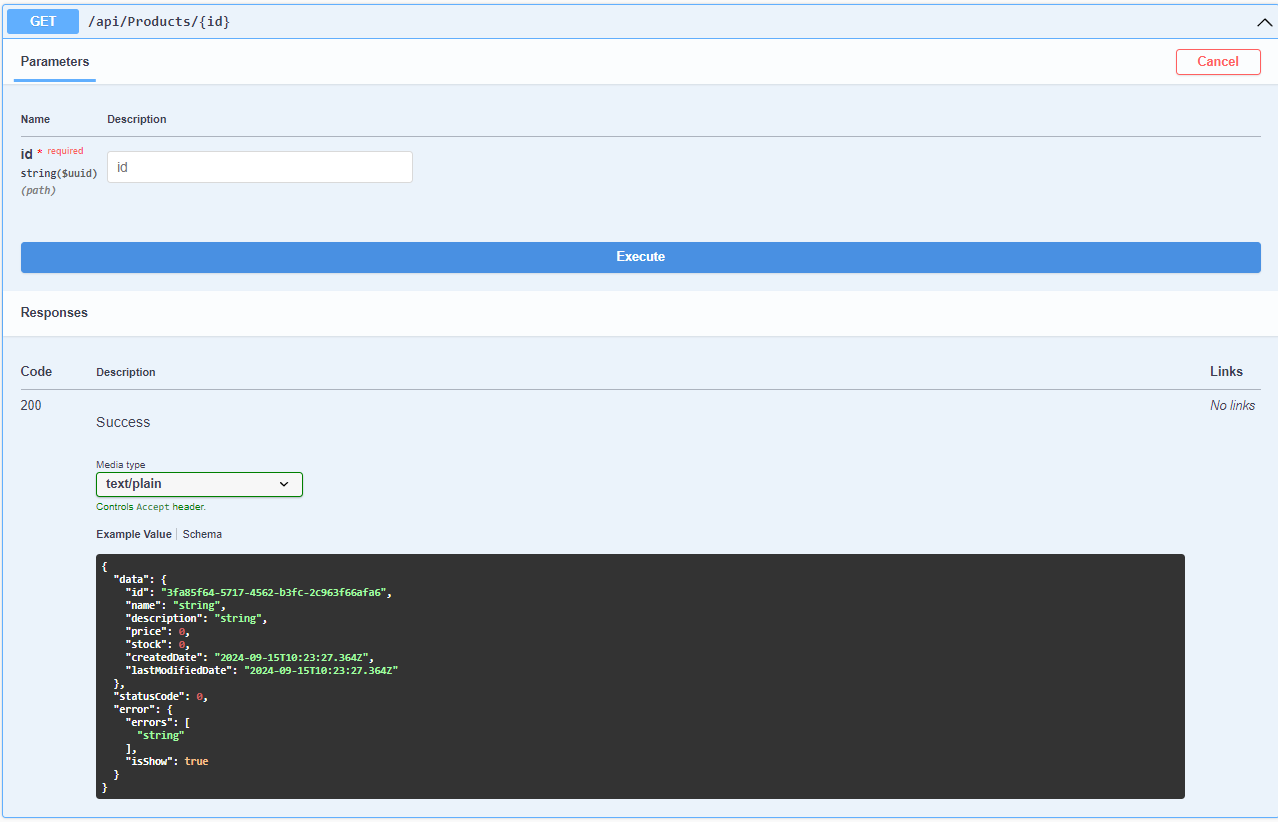 GET /api/Products/{id}
Parameters Cancel
Name Description
id * required
string($uuid)
(path)
id
Execute
Responses
Code Description Links
200 Success No links
Media type
text/plain
Controls Accept header.
Example Value Schema
{
  "data": {
    "id": "3fa85f64-5717-4562-b3fc-2c963f66afa6",
    "name": "string",
    "description": "string",
    "price": 0,
    "stock": 0,
    "createdDate": "2024-09-15T10:23:27.364Z",
    "lastModifiedDate": "2024-09-15T10:23:27.364Z"
  },
  "statusCode": 0,
  "error": {
    "errors": [
      "string"
    ],
    "isShow": true
  }
}